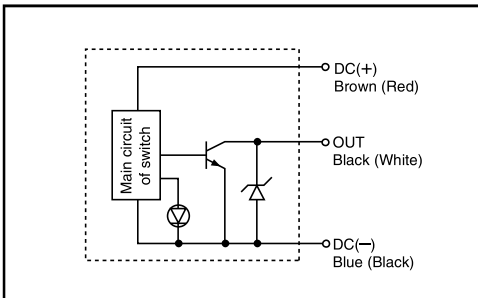 DC(+)
Brown (Red)
Main circuit
of switch
OUT
Black (White)
DC(−)
Blue (Black)